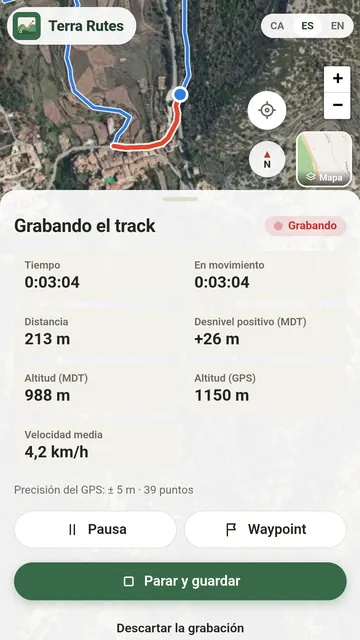 Terra Rutes
CA ES EN
+
−
N
Mapa
Grabando el track
Grabando
Tiempo
0:03:04
En movimiento
0:03:04
Distancia
213 m
Desnivel positivo (MDT)
+26 m
Altitud (MDT)
988 m
Altitud (GPS)
1150 m
Velocidad media
4,2 km/h
Precisión del GPS: ± 5 m · 39 puntos
Pausa
Waypoint
Parar y guardar
Descartar la grabación